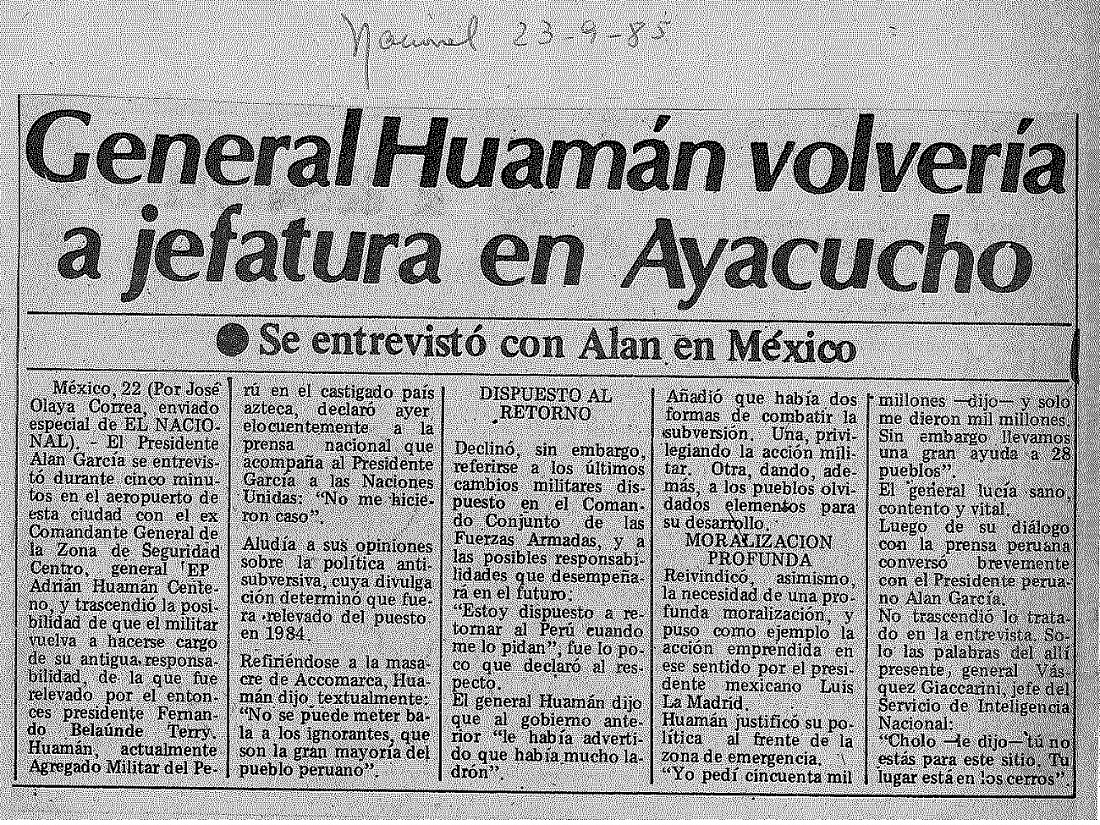 Nacional 23-9-85
General Huamán volvería
a jefatura en Ayacucho
● Se entrevistó con Alan en México
México, 22 (Por José
Olaya Correa, enviado
especial de EL NACIO-
NAL). - El Presidente
Alan García se entrevis-
tó durante cinco minu-
tos en el aeropuerto de
esta ciudad con el ex
Comandante General de
la Zona de Seguridad
Centro, general EP
Adrián Huamán Cente-
no, y trascendió la posi-
bilidad de que el militar
vuelva a hacerse cargo
de su antigua responsa-
bilidad, de la que fue
relevado por el enton-
ces presidente Fernan-
do Belaúnde Terry.
Huamán, actualmente
Agregado Militar del Pe-
rú en el castigado país
azteca, declaró ayer
elocuentemente a la
prensa nacional que
acompaña al Presidente
García a las Naciones
Unidas: "No me hicie-
ron caso".
Aludía a sus opiniones
sobre la política anti-
subversiva, cuya divulga
ción determinó que fue-
ra relevado del puesto
en 1984.
Refiriéndose a la masa-
cre de Accomarca, Hua-
mán dijo textualmente:
"No se puede meter ba-
la a los ignorantes, que
son la gran mayoría del
pueblo peruano".
DISPUESTO AL
RETORNO
Declinó, sin embargo,
referirse a los últimos
cambios militares dis-
puesto en el Coman-
do Conjunto de las
Fuerzas Armadas, y a
las posibles responsabi-
lidades que desempeña-
rá en el futuro.
"Estoy dispuesto a re-
tornar al Perú cuando
me lo pidan", fue lo po-
co que declaró al res-
pecto.
El general Huamán dijo
que al gobierno ante-
rior "le había adverti-
do que había mucho la-
drón".
Añadió que había dos
formas de combatir la
subversión. Una, privi-
legiando la acción mili-
tar. Otra, dando, ade-
más, a los pueblos olvi-
dados elementos para
su desarrollo.
MORALIZACION
PROFUNDA
Reivindicó, asimismo,
la necesidad de una pro-
funda moralización, y
puso como ejemplo la
acción emprendida en
ese sentido por el presi-
dente mexicano Luis
La Madrid.
Huamán justificó su po-
lítica al frente de la
zona de emergencia.
"Yo pedí cincuenta mil
millones —dijo— y solo
me dieron mil millones.
Sin embargo llevamos
una gran ayuda a 28
pueblos".
El general lucía sano,
contento y vital.
Luego de su diálogo
con la prensa peruana
conversó brevemente
con el Presidente perua-
no Alan García.
No trascendió lo trata-
do en la entrevista. So-
lo las palabras del allí
presente, general Vás-
quez Giaccarini, jefe del
Servicio de Inteligencia
Nacional:
"Cholo —le dijo— tú no
estás para este sitio. Tu
lugar está en los cerros".